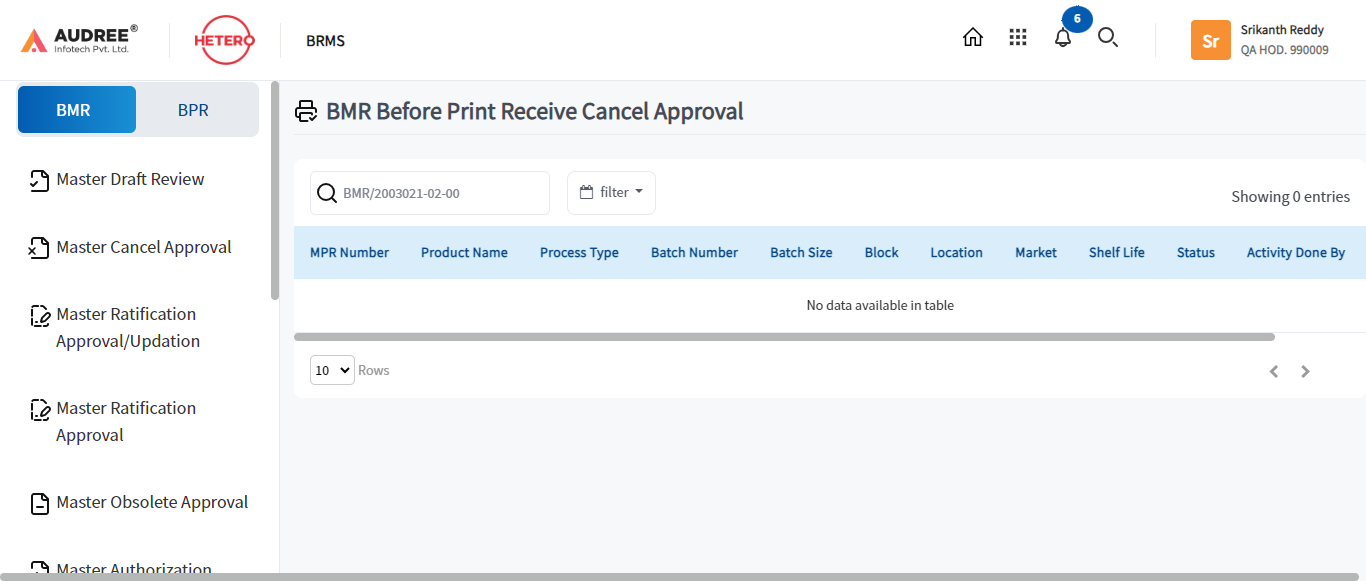 AUDREE®
Infotech Pvt. Ltd.
HETERO
BRMS
6
Sr
Srikanth Reddy
QA HOD. 990009
BMR
BPR
Master Draft Review
Master Cancel Approval
Master Ratification
Approval/Updation
Master Ratification
Approval
Master Obsolete Approval
Master Authorization
BMR Before Print Receive Cancel Approval
BMR/2003021-02-00
filter
Showing 0 entries
MPR Number Product Name Process Type Batch Number Batch Size Block Location Market Shelf Life Status Activity Done By
No data available in table
10 Rows